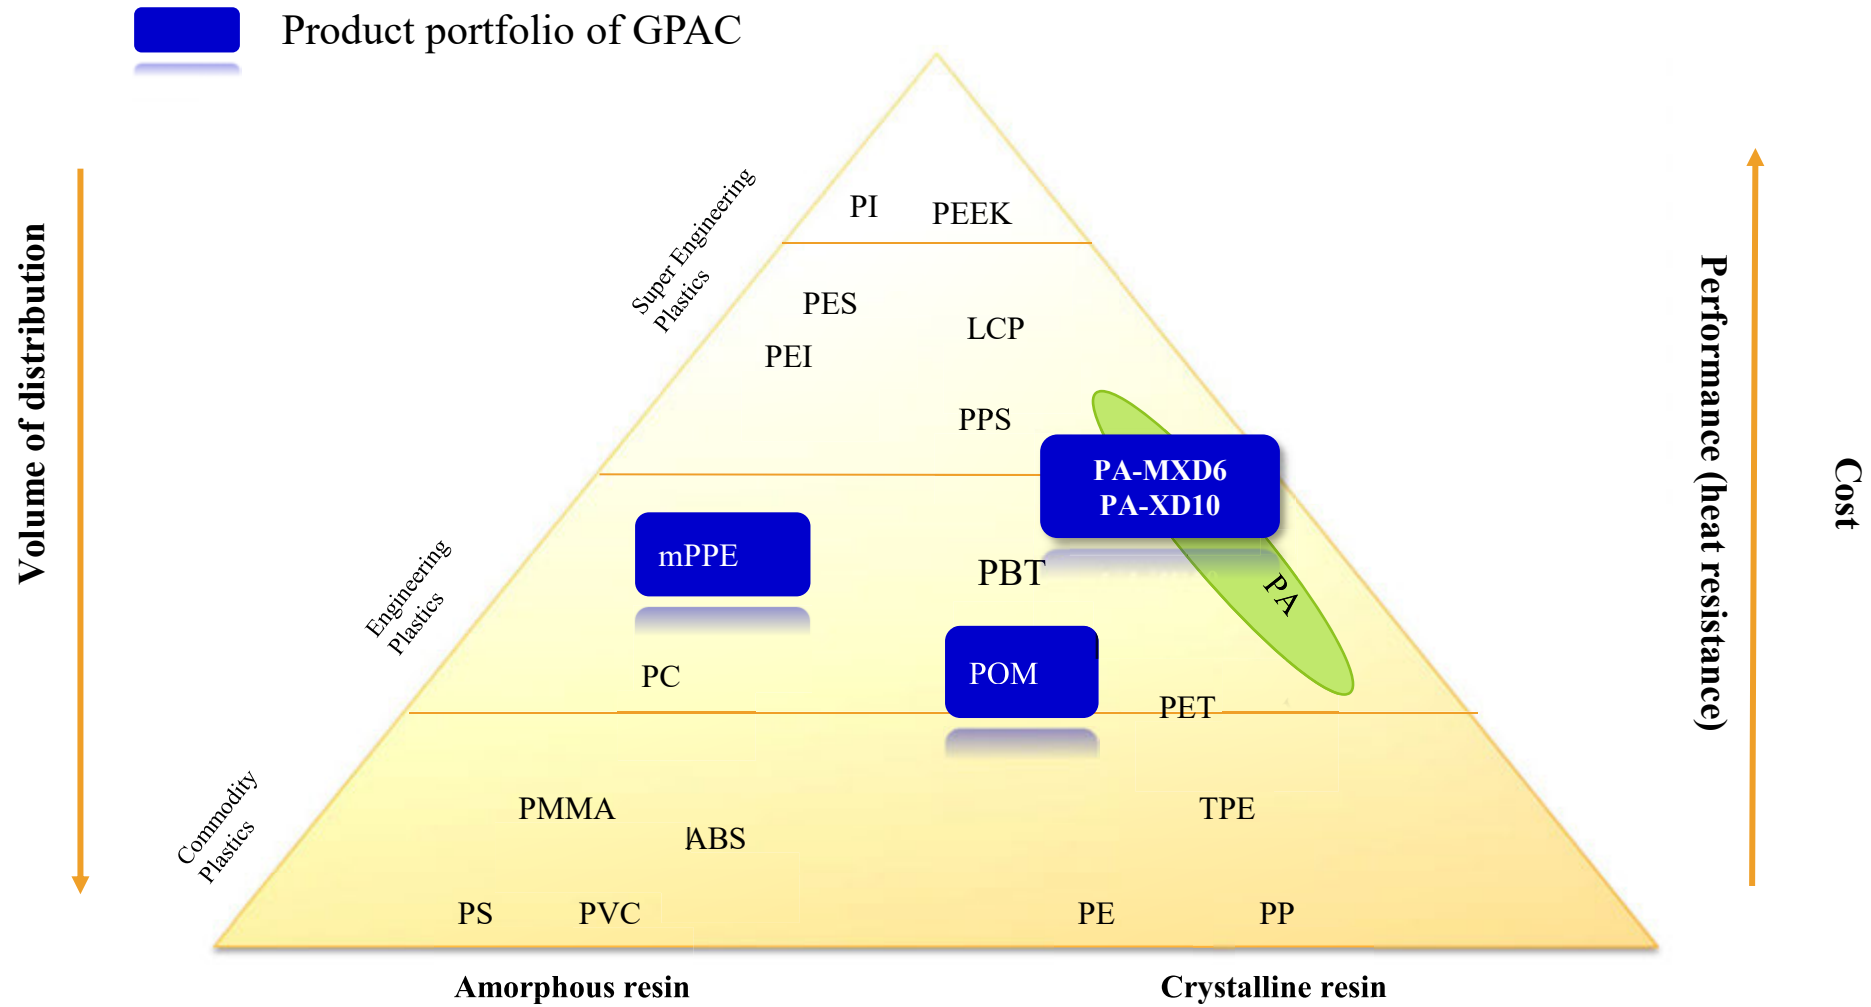 Product portfolio of GPAC
Volume of distribution
Super Engineering
Plastics
Engineering
Plastics
Commodity
Plastics
PI
PEEK
PES
LCP
PEI
PPS
PA-MXD6
PA-XD10
mPPE
PBT
PA
PC
POM
PET
PMMA
ABS
TPE
PS
PVC
PE
PP
Amorphous resin
Crystalline resin
Performance (heat resistance)
Cost